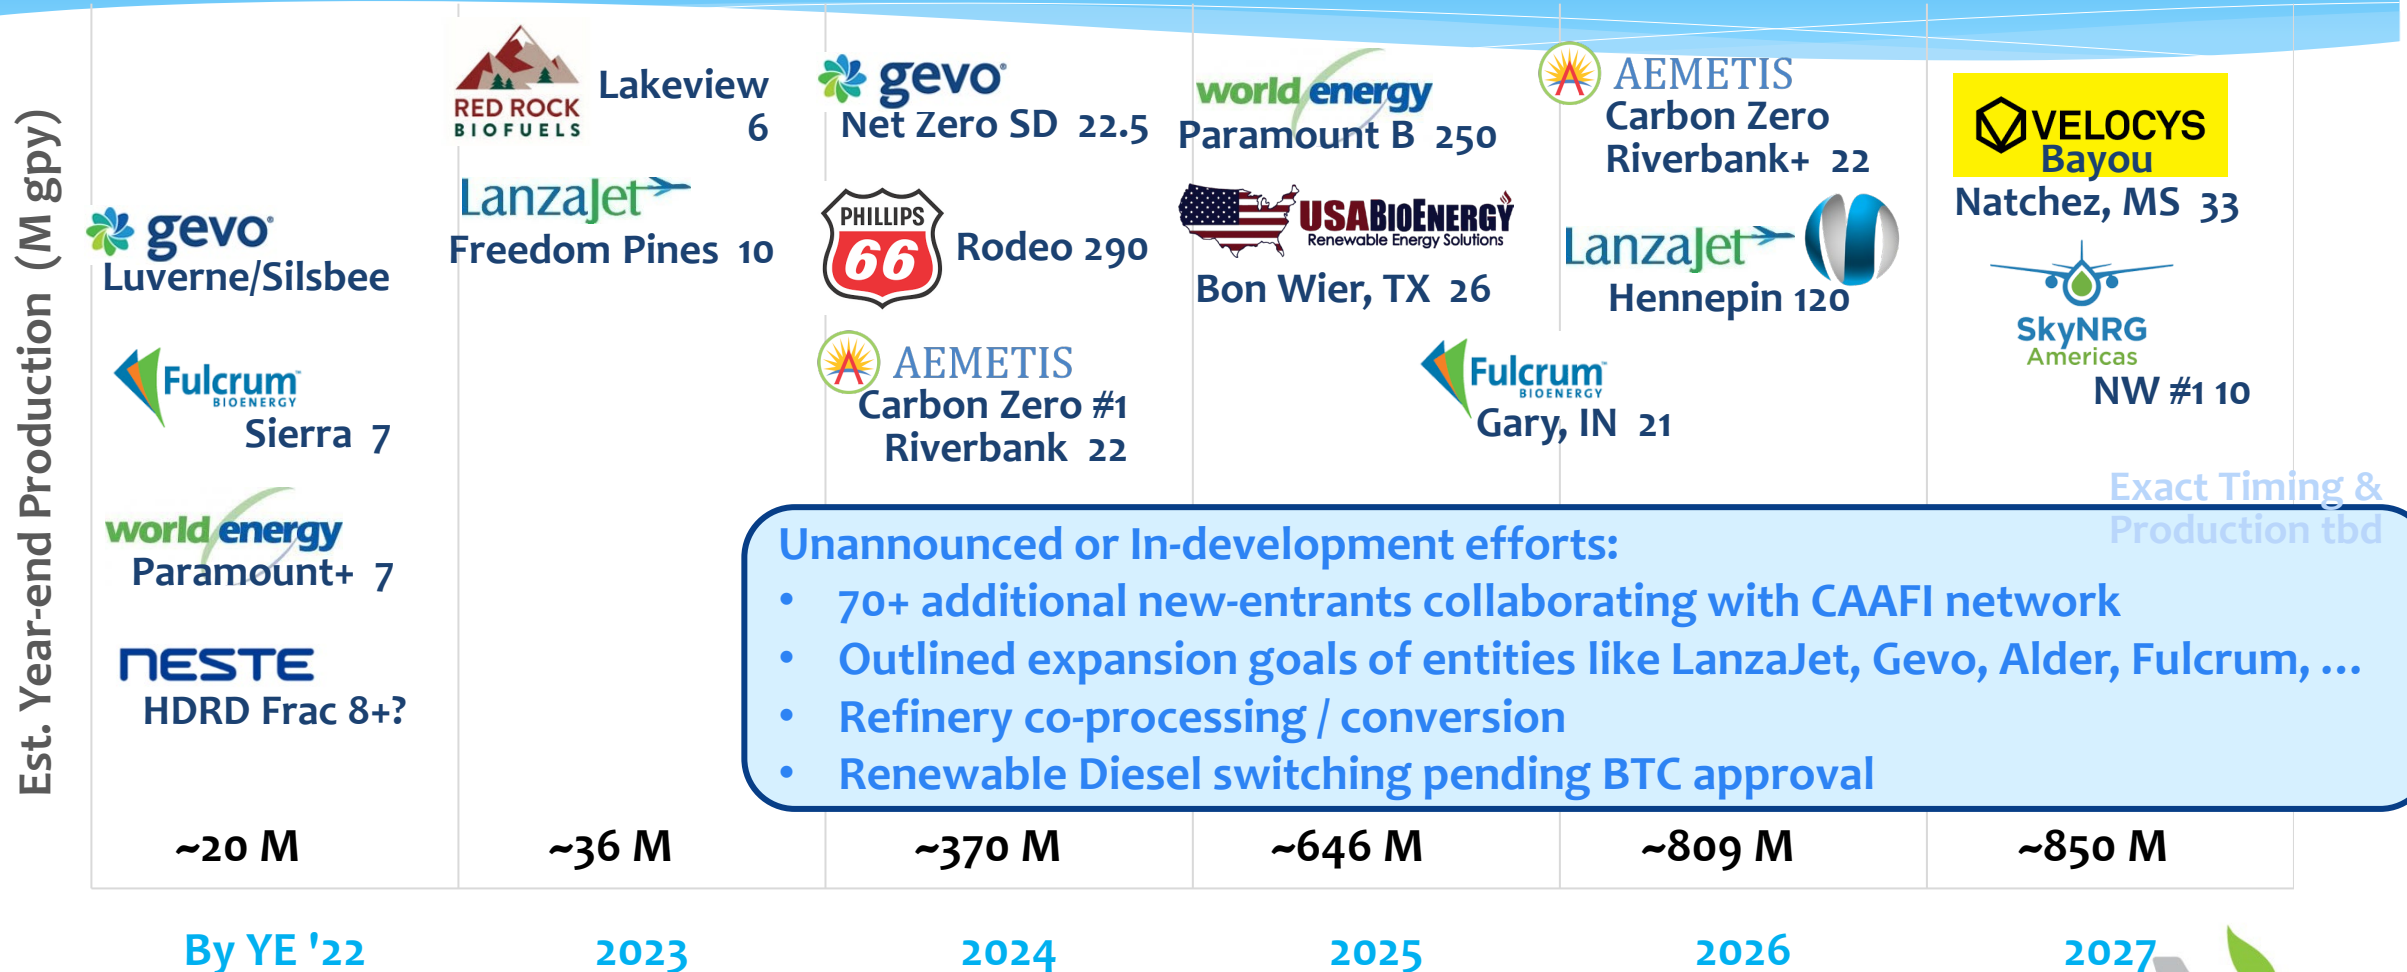 Est. Year-end Production (M gpy)
gevo
Luverne/Silsbee
Fulcrum™
BIOENERGY
Sierra 7
world energy
Paramount+ 7
NESTE
HDRD Frac 8+?
~20 M
By YE '22
RED ROCK
BIOFUELS
Lakeview
6
LanzaJet
Freedom Pines 10
~36 M
2023
gevo
Net Zero SD 22.5
PHILLIPS
66
Rodeo 290
AEMETIS
Carbon Zero #1
Riverbank 22
~370 M
2024
world energy
Paramount B 250
USABIOENERGY
Renewable Energy Solutions
Bon Wier, TX 26
Fulcrum™
BIOENERGY
Gary, IN 21
~646 M
2025
AEMETIS
Carbon Zero
Riverbank+ 22
LanzaJet
Hennepin 120
~809 M
2026
VELOCYS
Bayou
Natchez, MS 33
SkyNRG
Americas
NW #1 10
Exact Timing &
Production tbd
~850 M
2027
Unannounced or In-development efforts:
• 70+ additional new-entrants collaborating with CAAFI network
• Outlined expansion goals of entities like LanzaJet, Gevo, Alder, Fulcrum, ...
• Refinery co-processing / conversion
• Renewable Diesel switching pending BTC approval